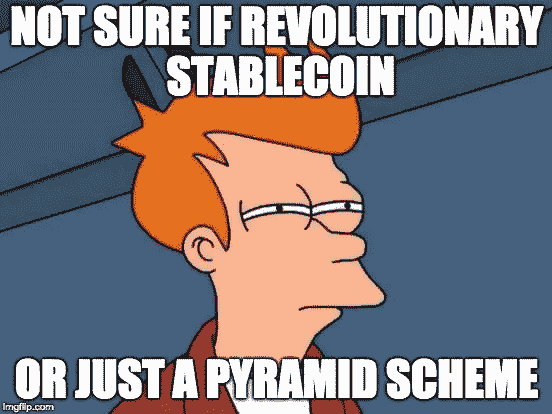 NOT SURE IF REVOLUTIONARY
STABLECOIN
OR JUST A PYRAMID SCHEME
imgflip.com